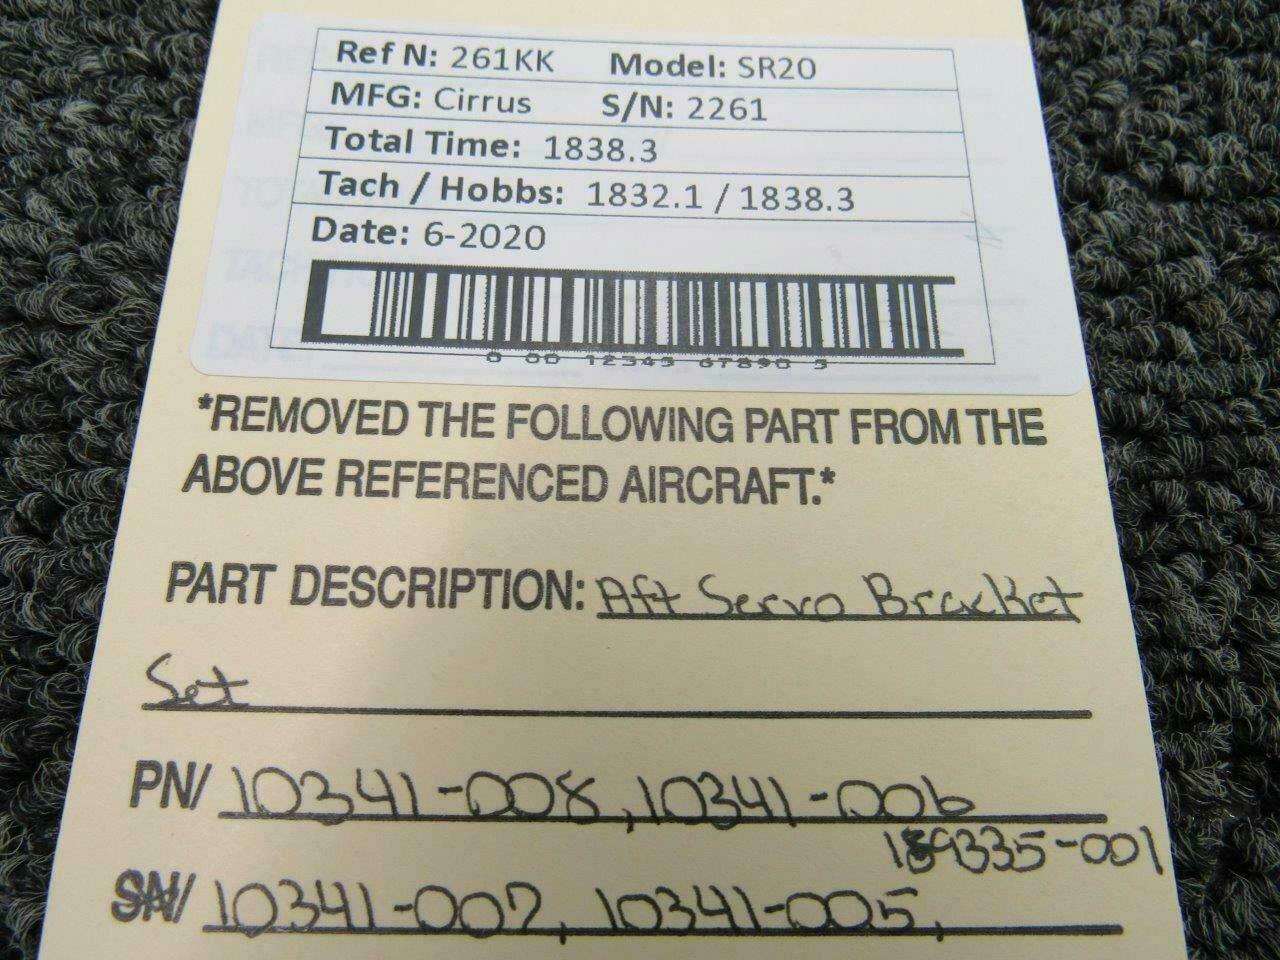 Ref N: 261KK Model: SR20
MFG: Cirrus S/N: 2261
Total Time: 1838.3
Tach / Hobbs: 1832.1 / 1838.3
Date: 6-2020
0 00 12345 67890 5
*REMOVED THE FOLLOWING PART FROM THE
ABOVE REFERENCED AIRCRAFT.*
PART DESCRIPTION: Aft Servo Bracket
Set
PN/ 10341-008, 10341-006
139335-001
SN/ 10341-007, 10341-005,